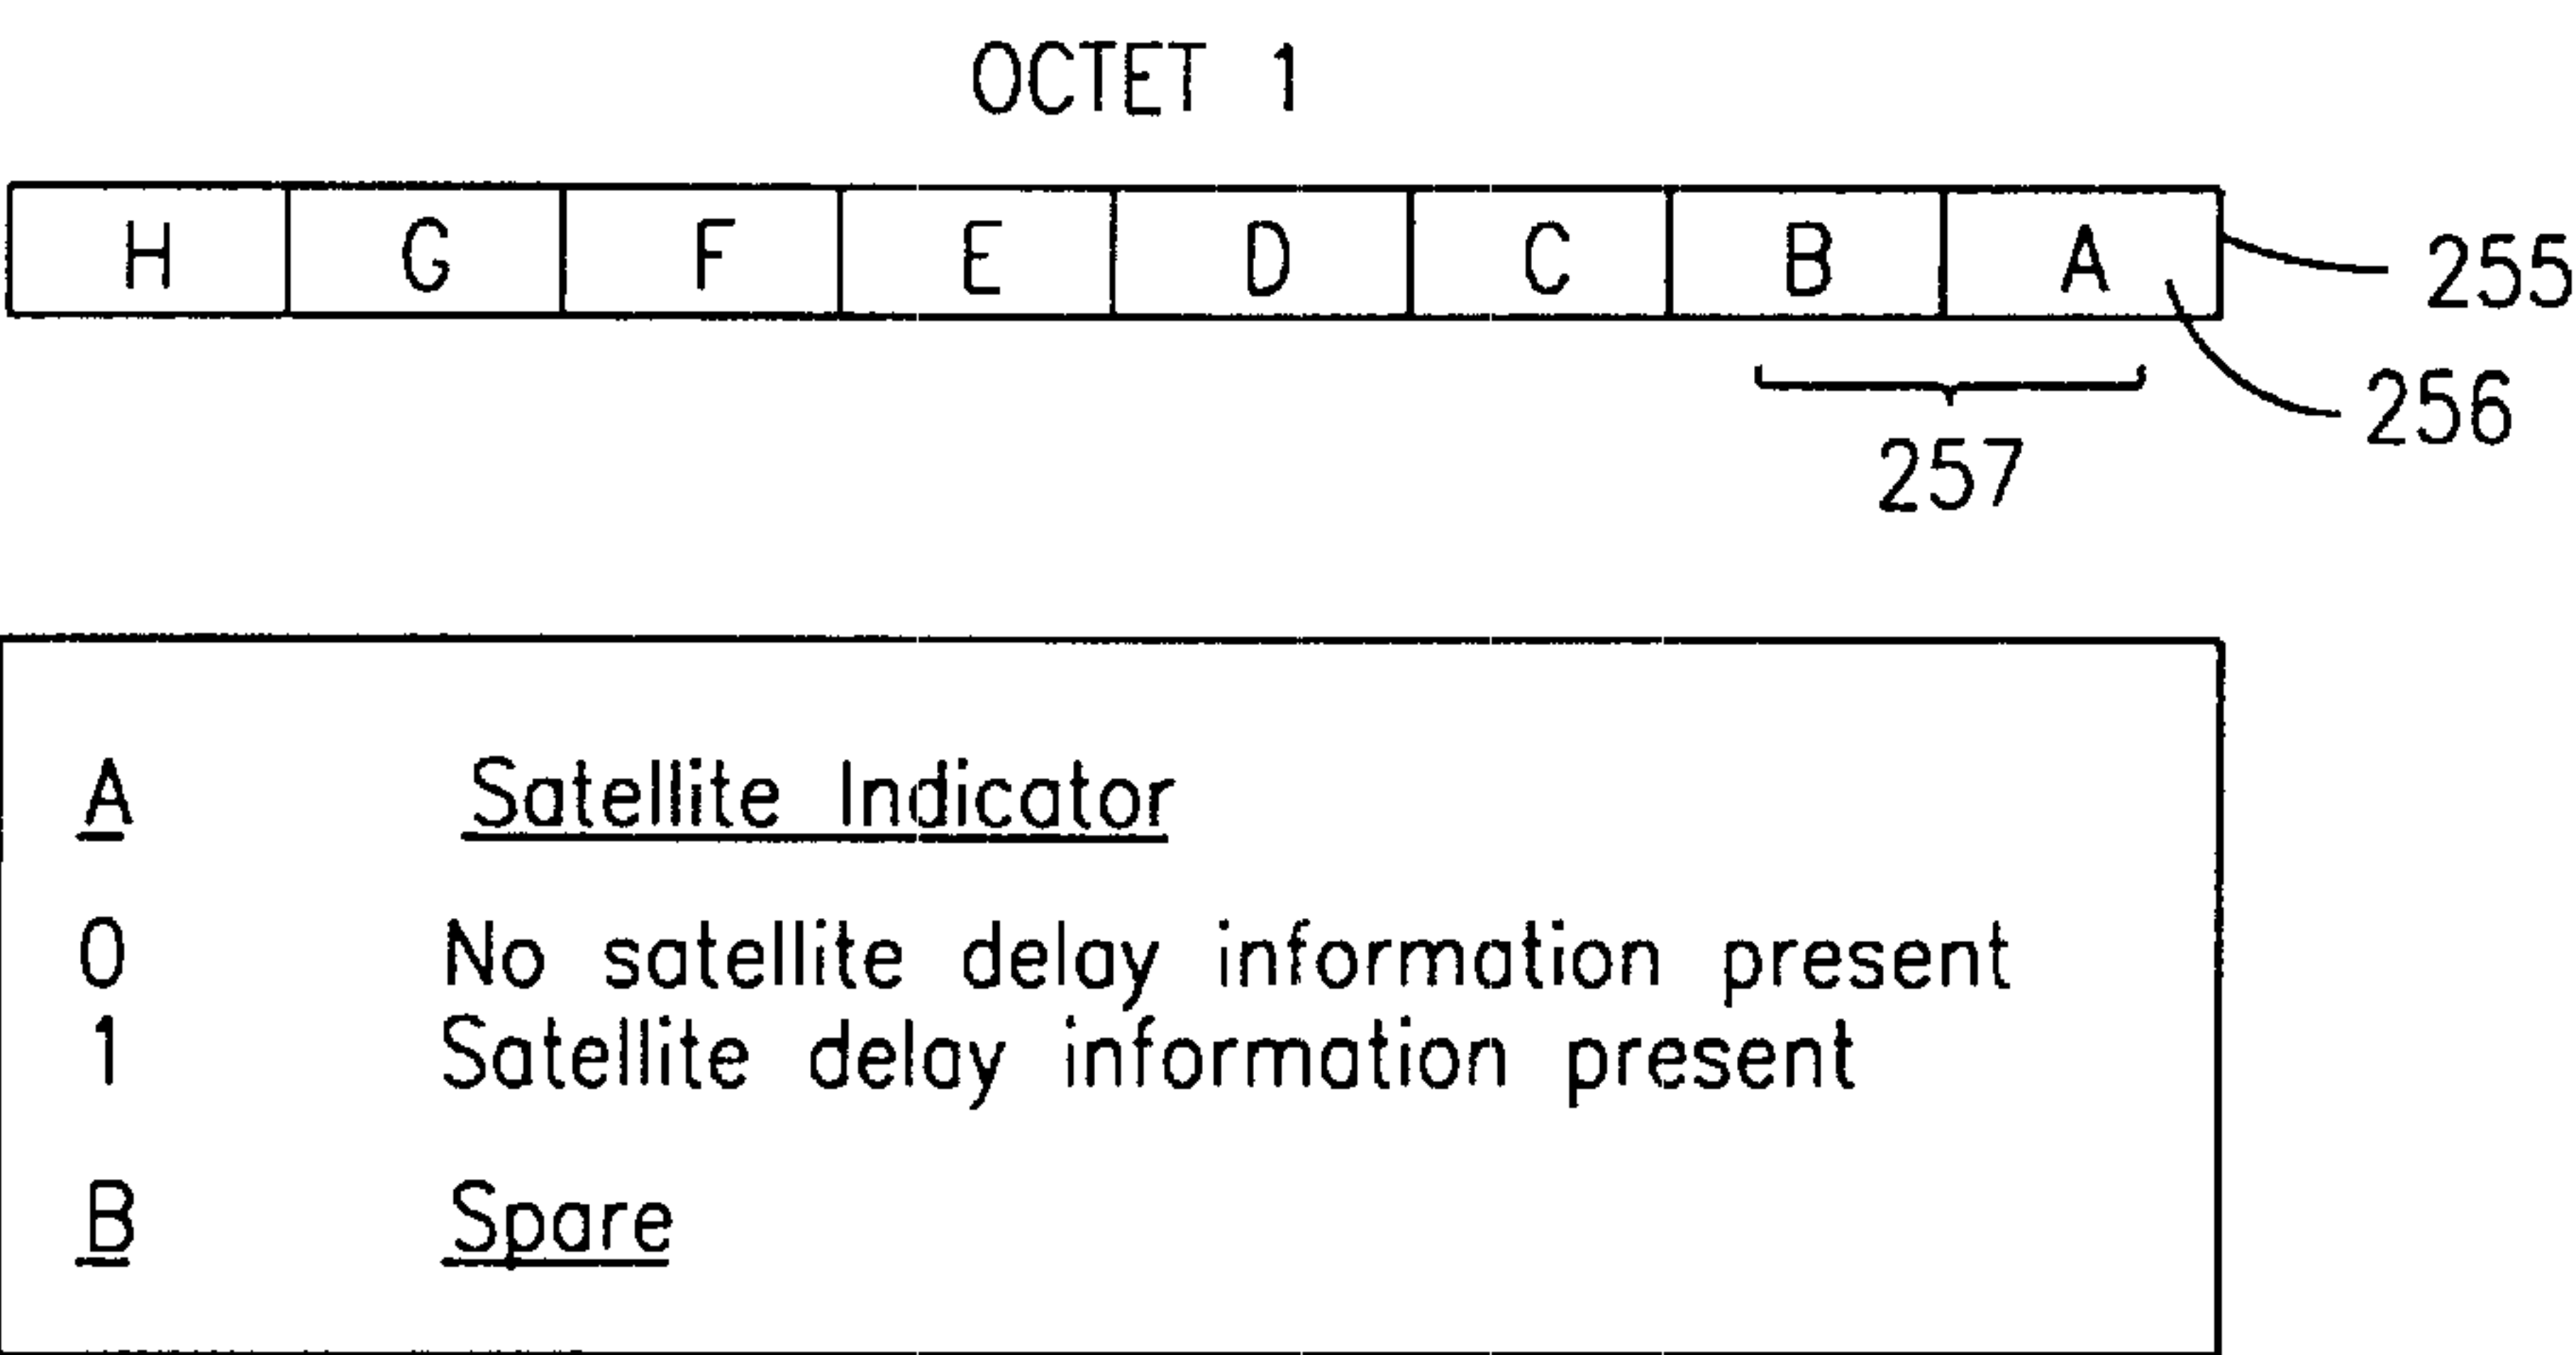 OCTET 1
H G F E D C B A
255
256
257
A Satellite Indicator
0 No satellite delay information present
1 Satellite delay information present
B Spare